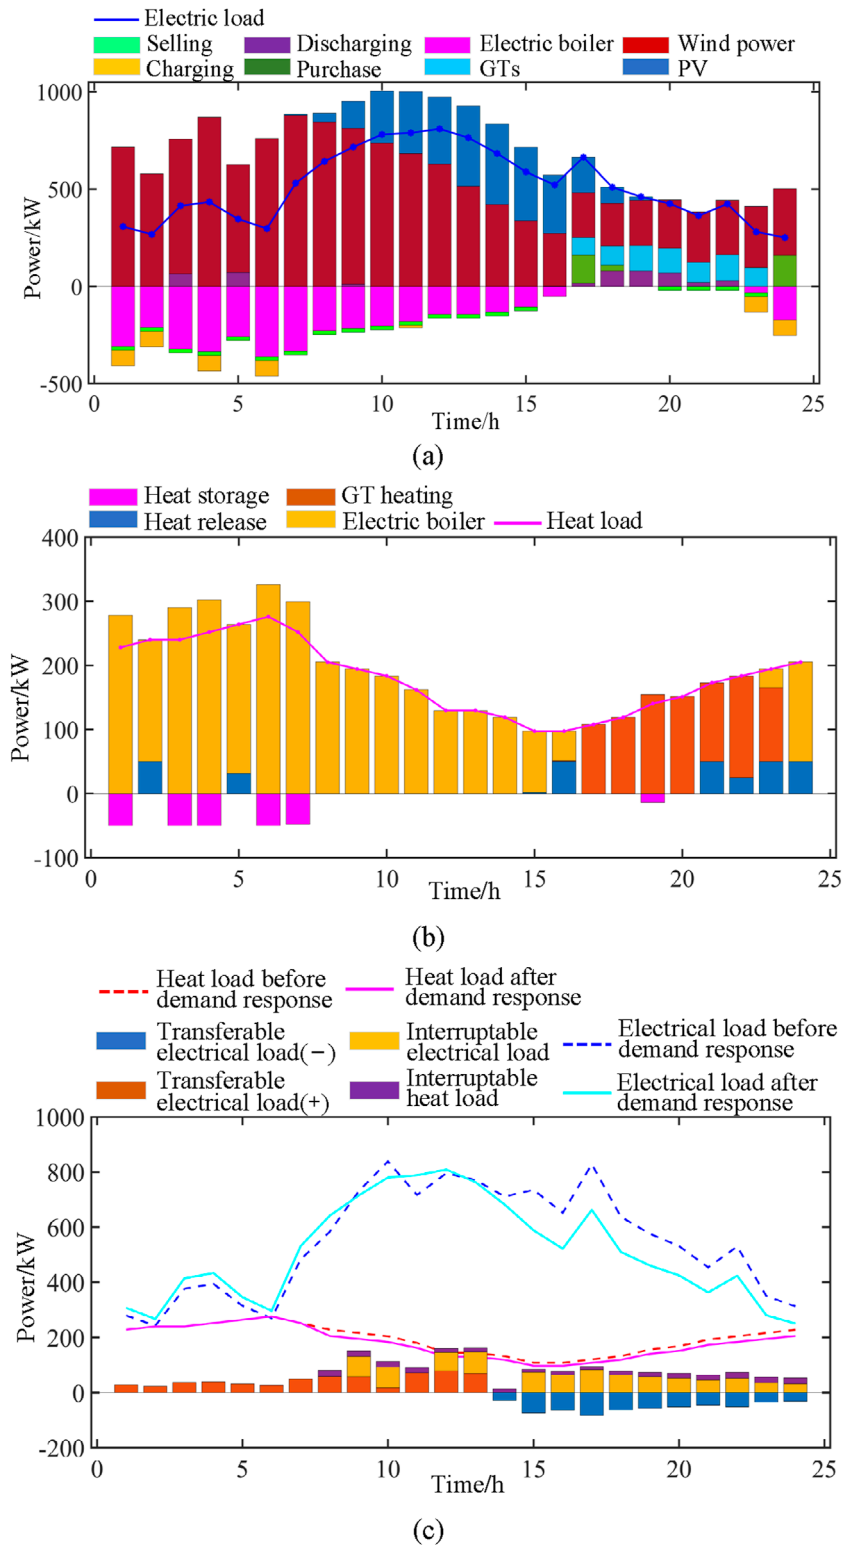 Electric load
Selling Discharging Electric boiler Wind power
Charging Purchase GTs PV
1000
500
0
-500
Power/kW
0 5 10 15 20 25
Time/h
(a)
Heat storage GT heating
Heat release Electric boiler Heat load
400
300
200
100
0
-100
Power/kW
0 5 10 15 20 25
Time/h
(b)
Heat load before Heat load after
demand response demand response
Transferable Interruptable Electrical load before
electrical load(−) electrical load demand response
Transferable Interruptable Electrical load after
electrical load(+) heat load demand response
1000
800
600
400
200
0
-200
Power/kW
0 5 10 15 20 25
Time/h
(c)